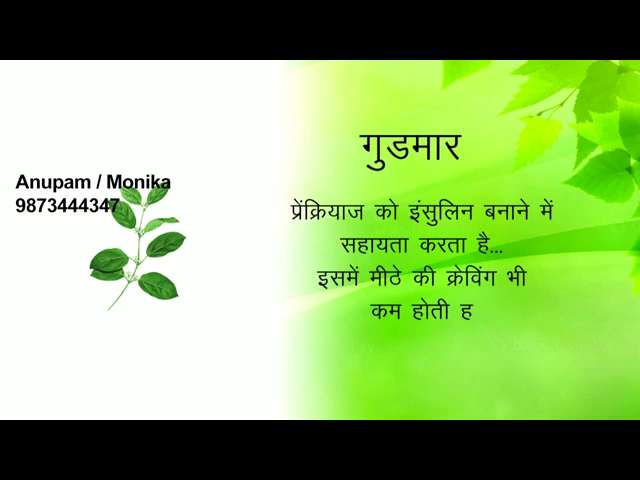 Anupam / Monika
9873444347
गुडमार
प्रेंक्रियाज को इंसुलिन बनाने में
सहायता करता है...
इसमें मीठे की क्रेविंग भी
कम होती ह